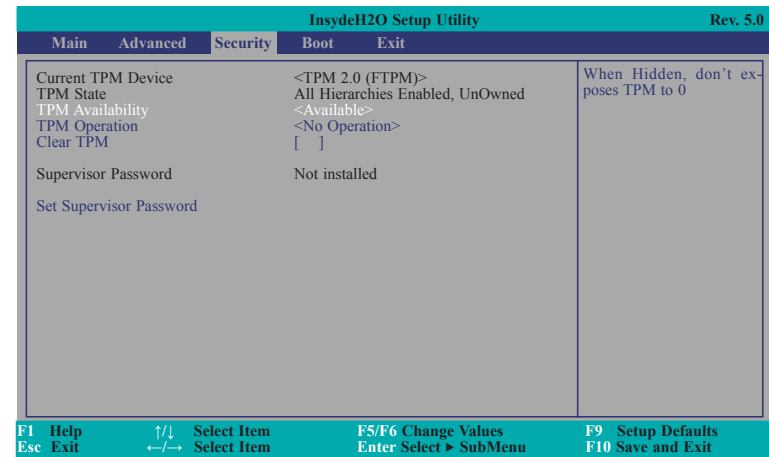 InsydeH2O Setup Utility Rev. 5.0
Main Advanced Security Boot Exit
Current TPM Device <TPM 2.0 (FTPM)>
TPM State All Hierarchies Enabled, UnOwned
TPM Availability <Available>
TPM Operation <No Operation>
Clear TPM [ ]
Supervisor Password Not installed
Set Supervisor Password
When Hidden, don't ex-
poses TPM to 0
F1 Help ↑/↓ Select Item F5/F6 Change Values F9 Setup Defaults
Esc Exit ←/→ Select Item Enter Select ▶ SubMenu F10 Save and Exit